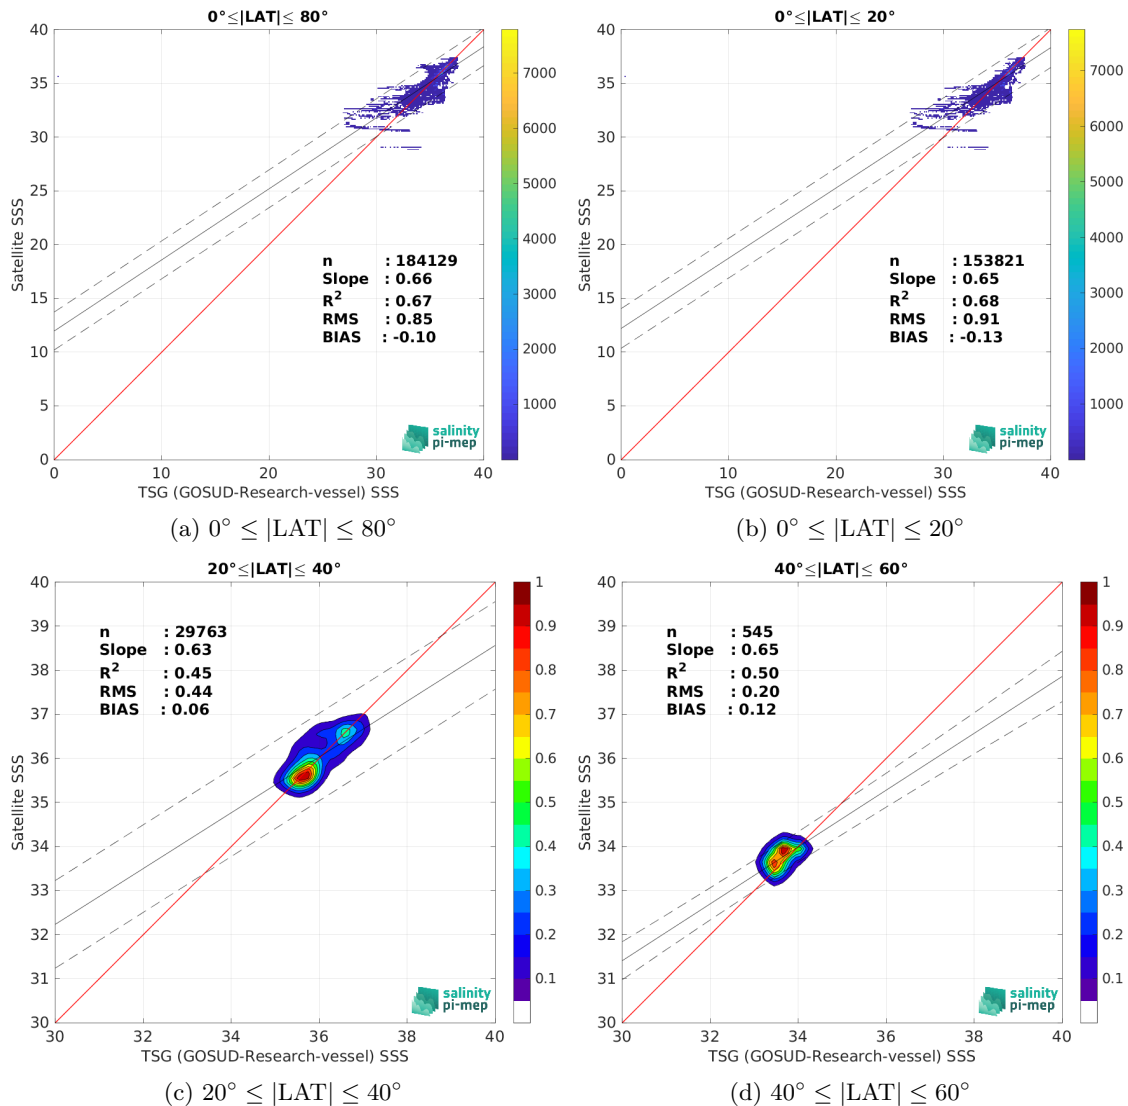 0°≤|LAT|≤ 80°
Satellite SSS
40
35
30
25
20
15
10
5
0
0
10
20
30
40
n : 184129
Slope : 0.66
R² : 0.67
RMS : 0.85
BIAS : -0.10
salinity
pi-mep
7000
6000
5000
4000
3000
2000
1000
TSG (GOSUD-Research-vessel) SSS
(a) 0° ≤ |LAT| ≤ 80°
0°≤|LAT|≤ 20°
Satellite SSS
40
35
30
25
20
15
10
5
0
0
10
20
30
40
n : 153821
Slope : 0.65
R² : 0.68
RMS : 0.91
BIAS : -0.13
salinity
pi-mep
7000
6000
5000
4000
3000
2000
1000
TSG (GOSUD-Research-vessel) SSS
(b) 0° ≤ |LAT| ≤ 20°
20°≤|LAT|≤ 40°
Satellite SSS
40
39
38
37
36
35
34
33
32
31
30
30
32
34
36
38
40
n : 29763
Slope : 0.63
R² : 0.45
RMS : 0.44
BIAS : 0.06
salinity
pi-mep
1
0.9
0.8
0.7
0.6
0.5
0.4
0.3
0.2
0.1
TSG (GOSUD-Research-vessel) SSS
(c) 20° ≤ |LAT| ≤ 40°
40°≤|LAT|≤ 60°
Satellite SSS
40
39
38
37
36
35
34
33
32
31
30
30
32
34
36
38
40
n : 545
Slope : 0.65
R² : 0.50
RMS : 0.20
BIAS : 0.12
salinity
pi-mep
1
0.9
0.8
0.7
0.6
0.5
0.4
0.3
0.2
0.1
TSG (GOSUD-Research-vessel) SSS
(d) 40° ≤ |LAT| ≤ 60°